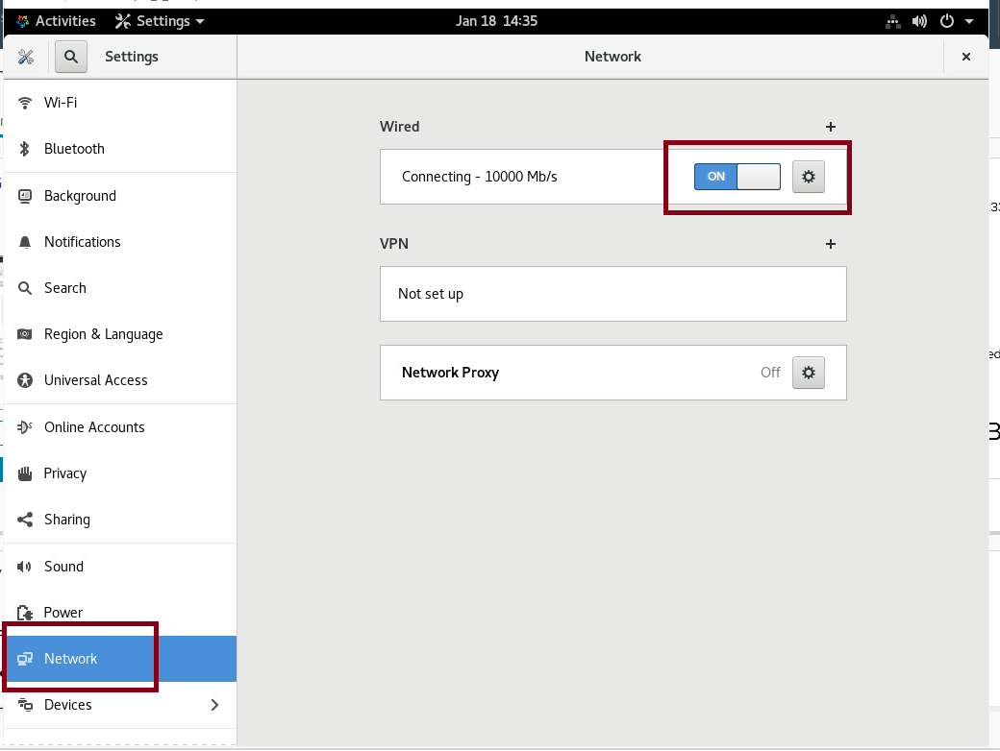 Activities Settings Jan 18 14:35
Settings Network
Wi-Fi
Bluetooth
Background
Notifications
Search
Region & Language
Universal Access
Online Accounts
Privacy
Sharing
Sound
Power
Network
Devices
Wired
Connecting - 10000 Mb/s ON
VPN
Not set up
Network Proxy Off